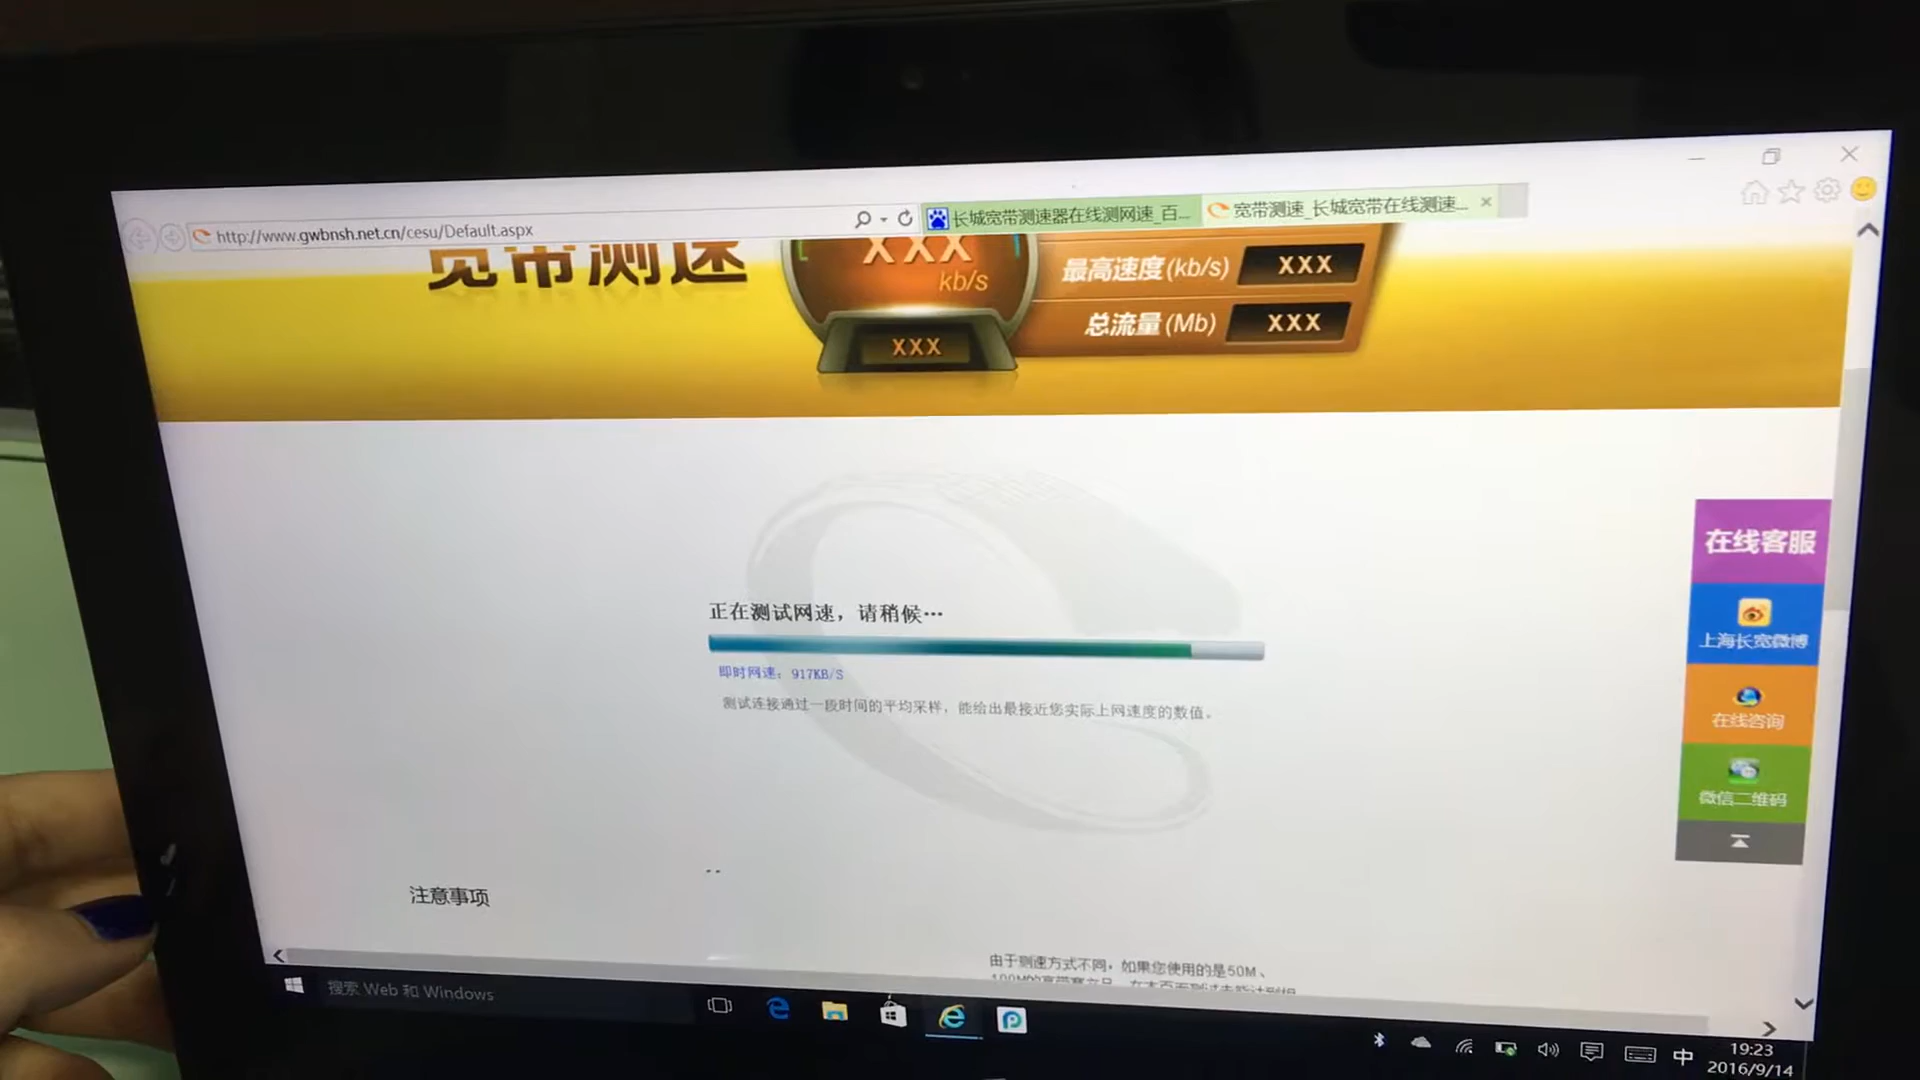 http://www.gwbnsh.net.cn/cesu/Default.aspx
长城宽带测速器在线测网速_百...
宽带测速_长城宽带在线测速...
宽带测速
XXX
kb/s
XXX
最高速度(kb/s) XXX
总流量(Mb) XXX
正在测试网速，请稍候…
即时网速：917KB/S
测试连接通过一段时间的平均采样，能给出最接近您实际上网速度的数值。
在线客服
上海长宽微博
在线咨询
微信二维码
注意事项
由于测速方式不同，如果您使用的是50M、
搜索 Web 和 Windows
中
19:23
2016/9/14